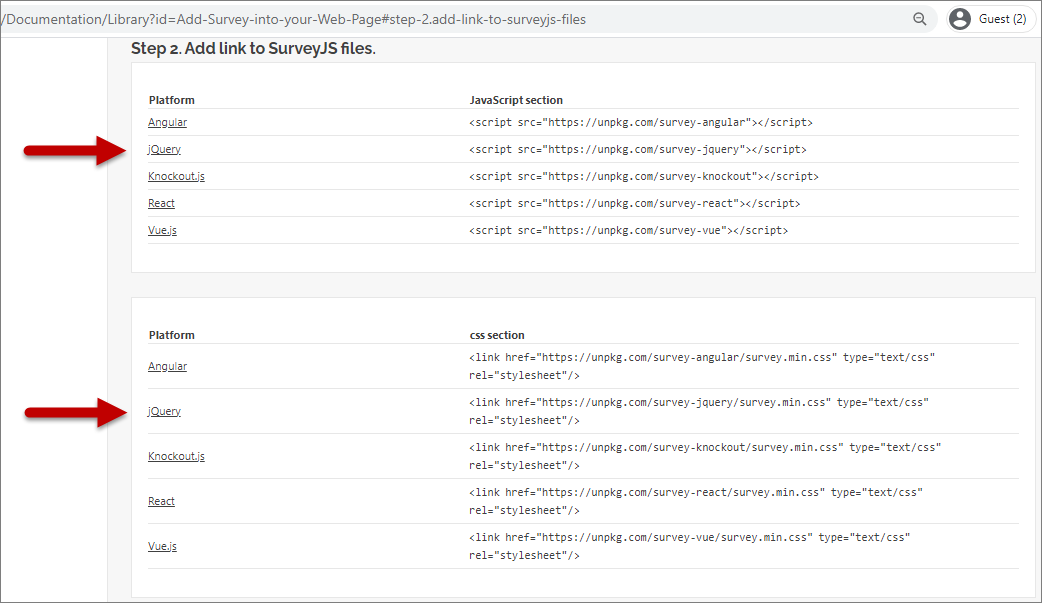 /Documentation/Library?id=Add-Survey-into-your-Web-Page#step-2.add-link-to-surveyjs-files
Guest (2)
Step 2. Add link to SurveyJS files.
Platform JavaScript section
Angular <script src="https://unpkg.com/survey-angular"></script>
jQuery <script src="https://unpkg.com/survey-jquery"></script>
Knockout.js <script src="https://unpkg.com/survey-knockout"></script>
React <script src="https://unpkg.com/survey-react"></script>
Vue.js <script src="https://unpkg.com/survey-vue"></script>
Platform css section
Angular <link href="https://unpkg.com/survey-angular/survey.min.css" type="text/css"
rel="stylesheet"/>
jQuery <link href="https://unpkg.com/survey-jquery/survey.min.css" type="text/css"
rel="stylesheet"/>
Knockout.js <link href="https://unpkg.com/survey-knockout/survey.min.css" type="text/css"
rel="stylesheet"/>
React <link href="https://unpkg.com/survey-react/survey.min.css" type="text/css"
rel="stylesheet"/>
Vue.js <link href="https://unpkg.com/survey-vue/survey.min.css" type="text/css"
rel="stylesheet"/>